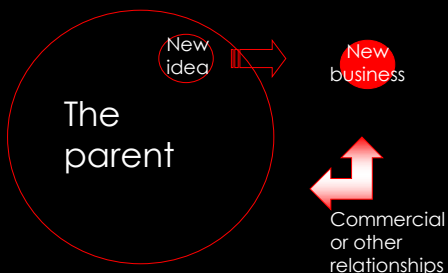 New
idea
New
business
The
parent
Commercial
or other
relationships